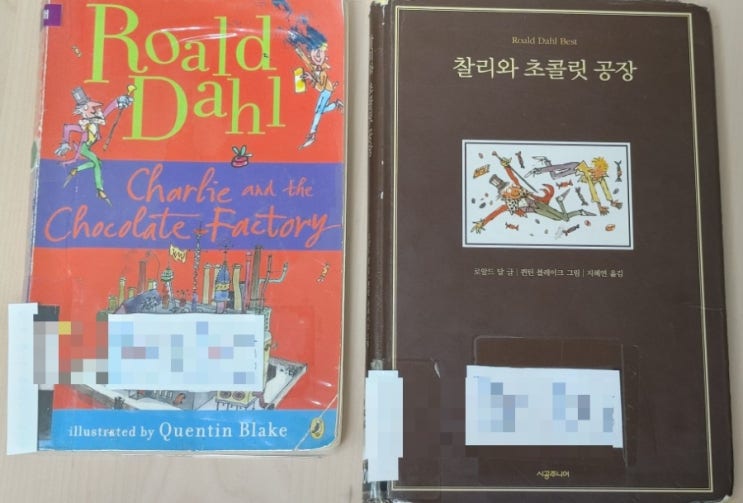 Roald
Dahl
Charlie and the
Chocolate Factory
illustrated by Quentin Blake
Roald Dahl Best
찰리와 초콜릿 공장
로알드 달 글 | 퀸틴 블레이크 그림 | 지혜연 옮김
시공주니어